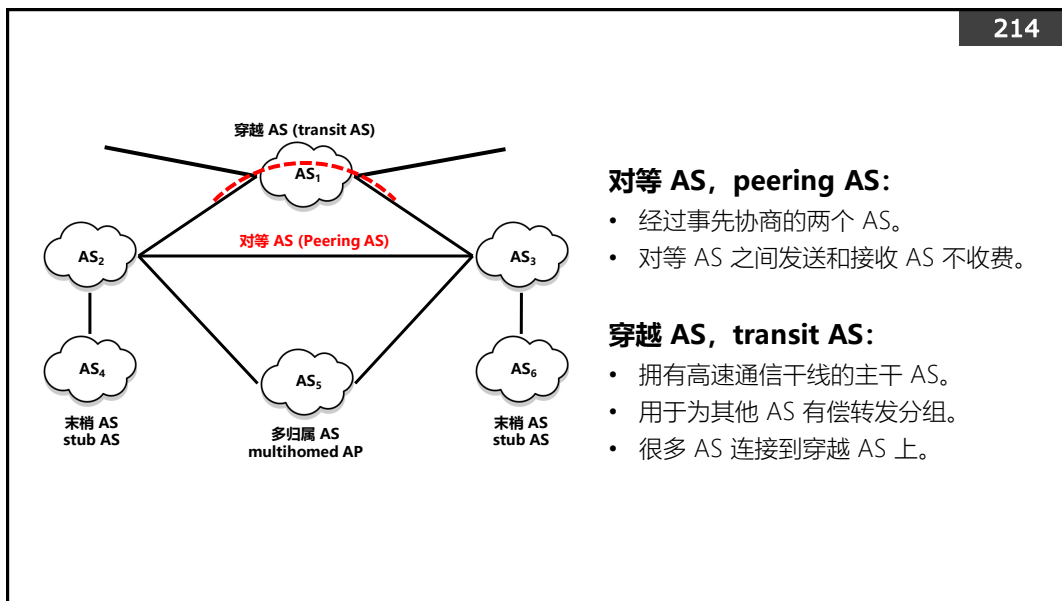 214
穿越 AS (transit AS)
AS1
对等 AS (Peering AS)
AS2
AS3
AS4
AS5
AS6
末梢 AS
stub AS
多归属 AS
multihomed AP
末梢 AS
stub AS
对等 AS，peering AS：
• 经过事先协商的两个 AS。
• 对等 AS 之间发送和接收 AS 不收费。
穿越 AS，transit AS：
• 拥有高速通信干线的主干 AS。
• 用于为其他 AS 有偿转发分组。
• 很多 AS 连接到穿越 AS 上。